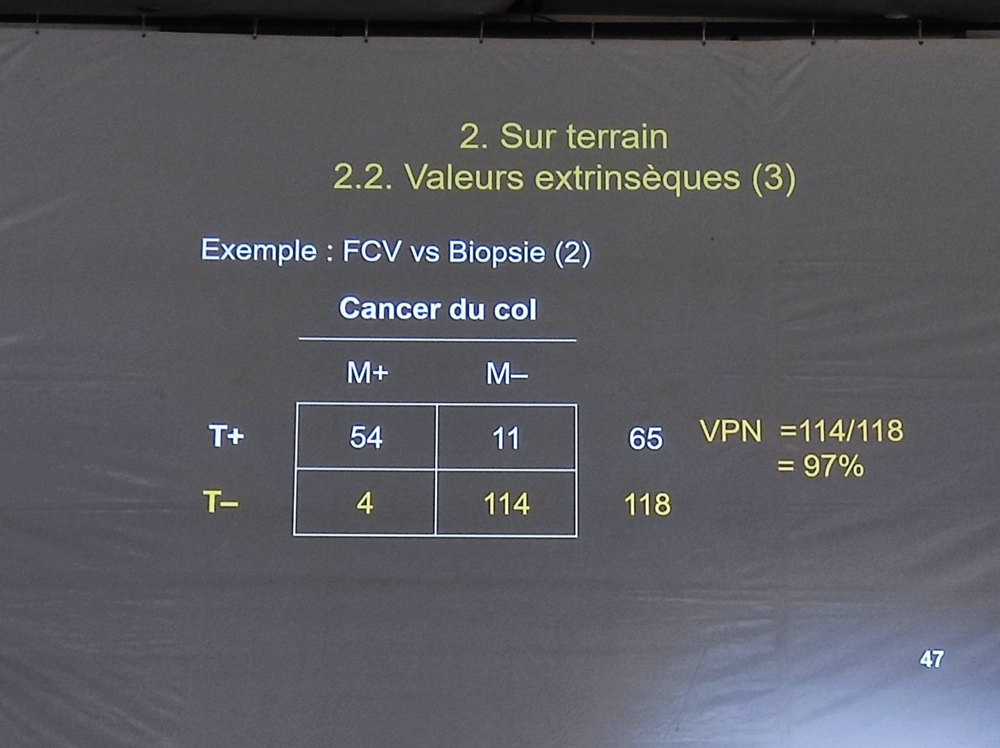 2. Sur terrain
2.2. Valeurs extrinsèques (3)
Exemple : FCV vs Biopsie (2)
Cancer du col
M+ M–
T+ 54 11 65 VPN =114/118
= 97%
T– 4 114 118
47